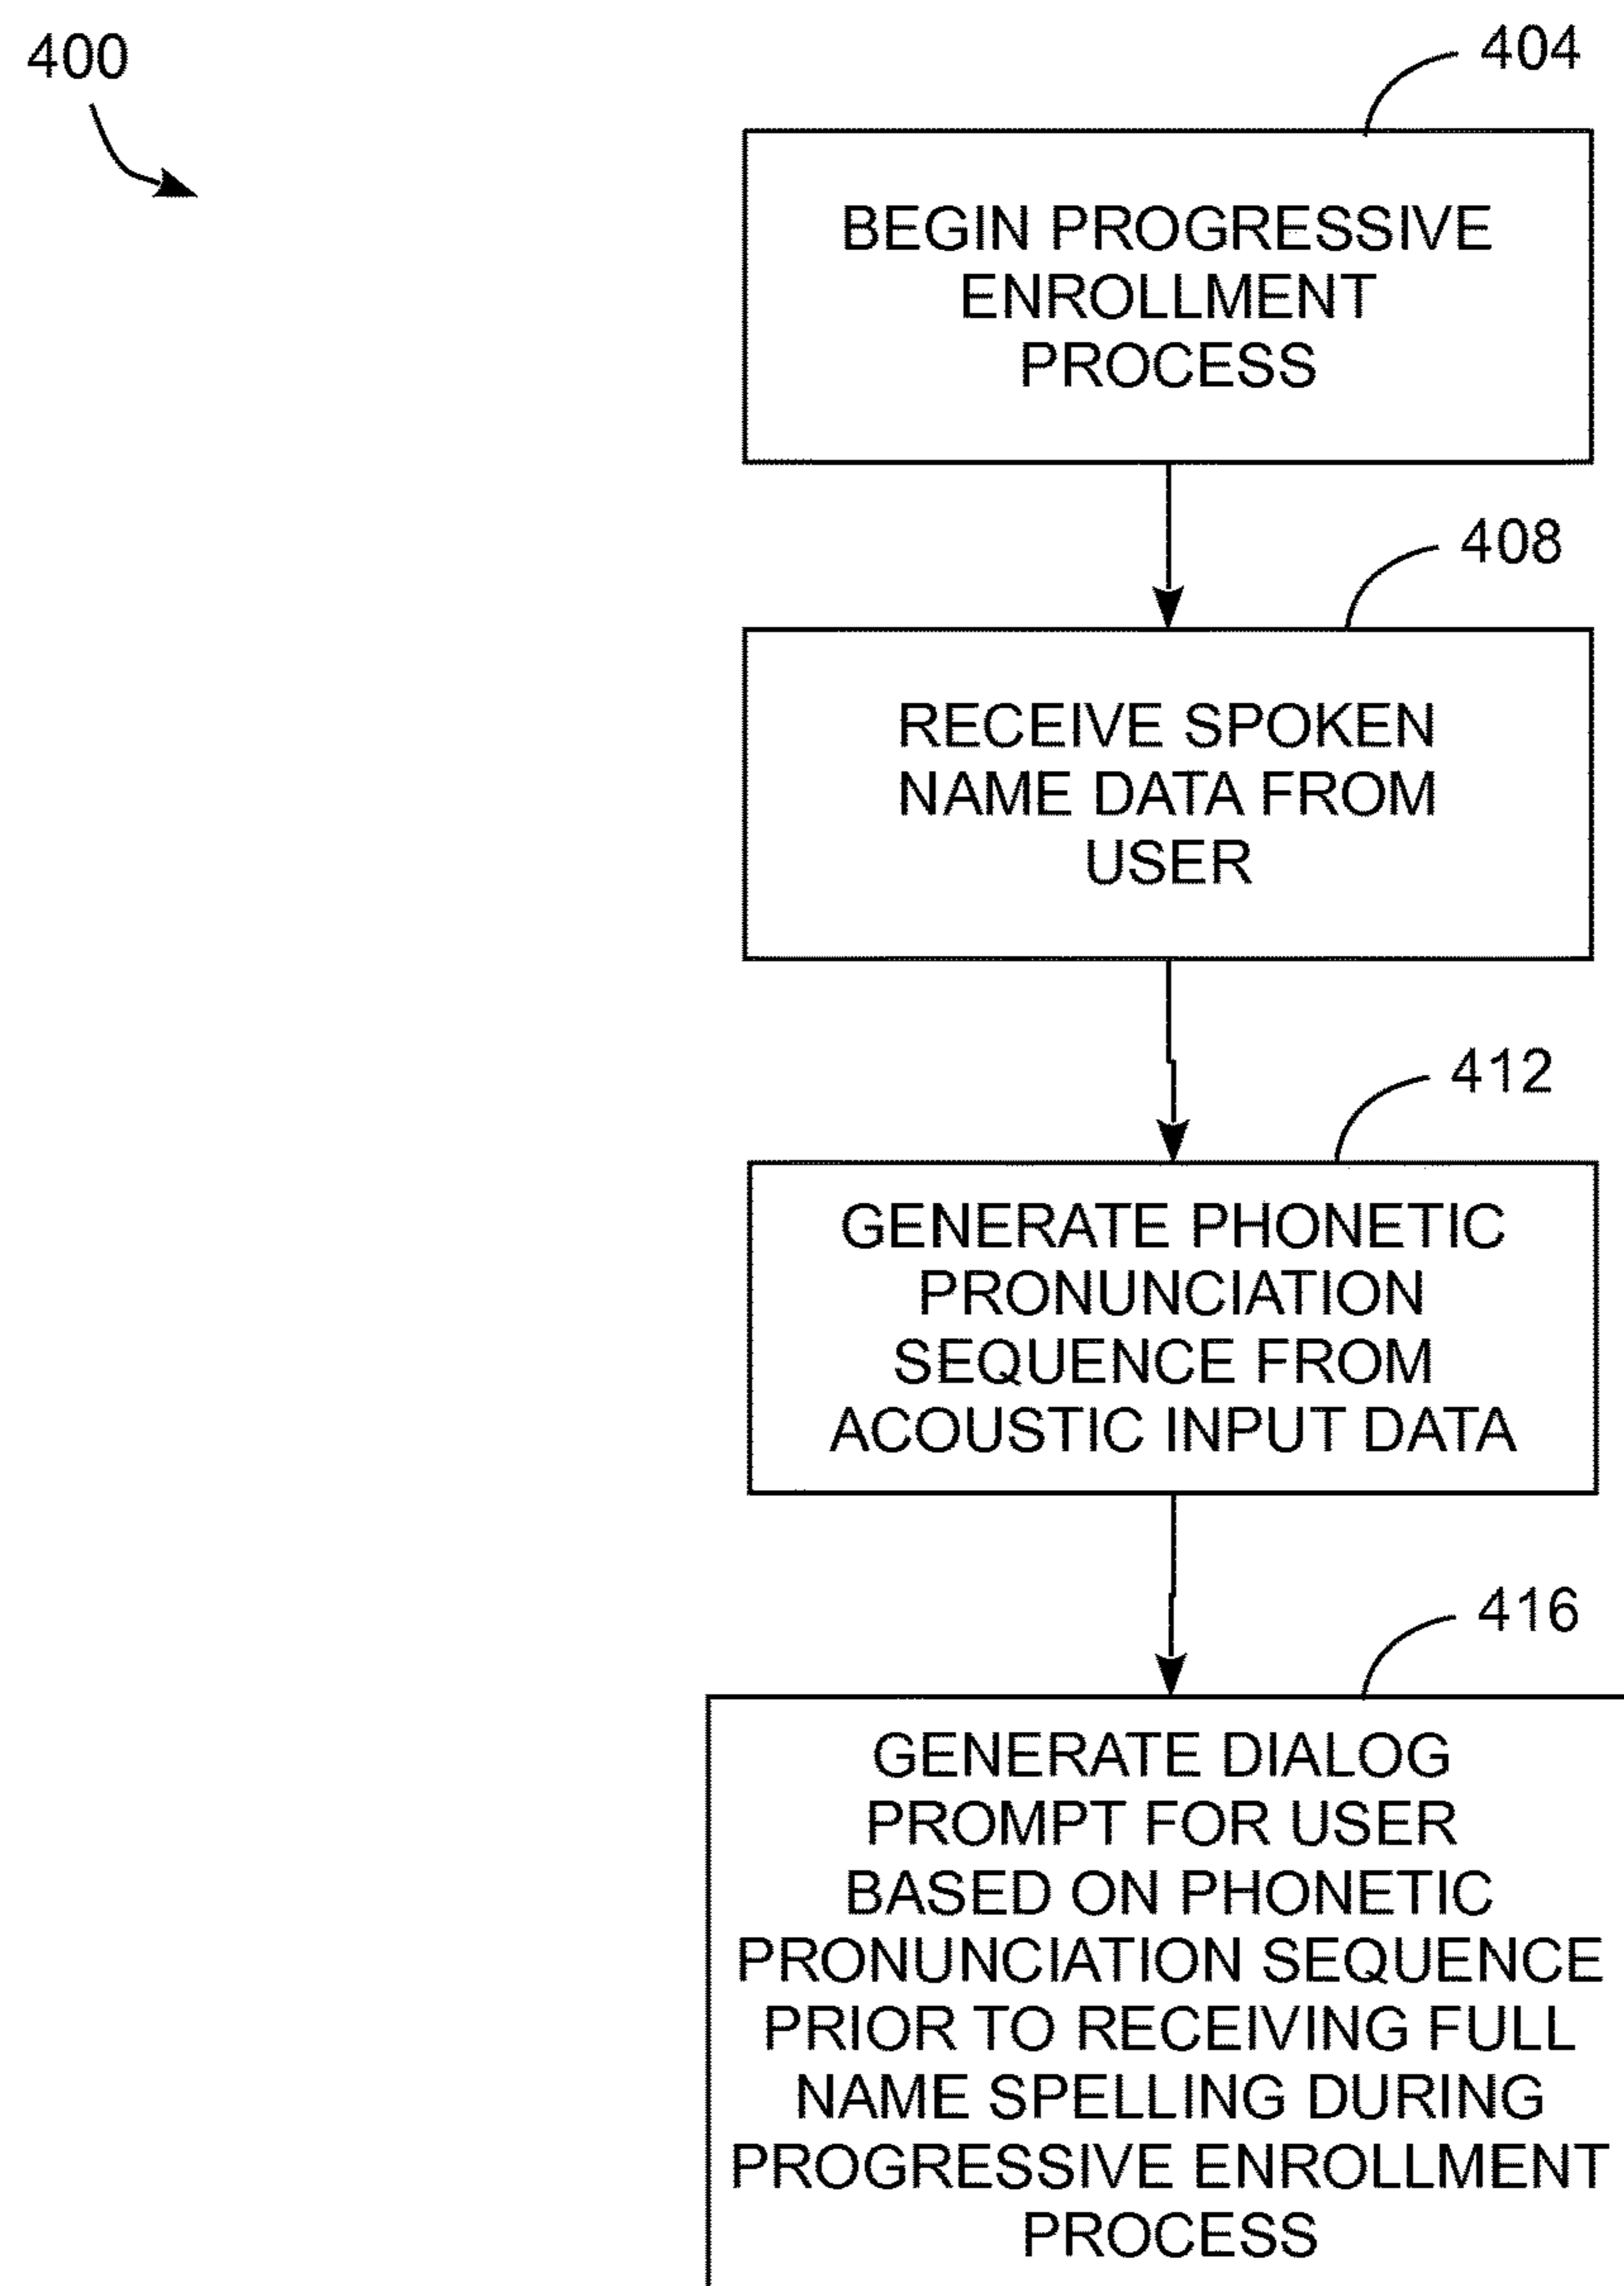 400
404
BEGIN PROGRESSIVE
ENROLLMENT
PROCESS
408
RECEIVE SPOKEN
NAME DATA FROM
USER
412
GENERATE PHONETIC
PRONUNCIATION
SEQUENCE FROM
ACOUSTIC INPUT DATA
416
GENERATE DIALOG
PROMPT FOR USER
BASED ON PHONETIC
PRONUNCIATION SEQUENCE
PRIOR TO RECEIVING FULL
NAME SPELLING DURING
PROGRESSIVE ENROLLMENT
PROCESS